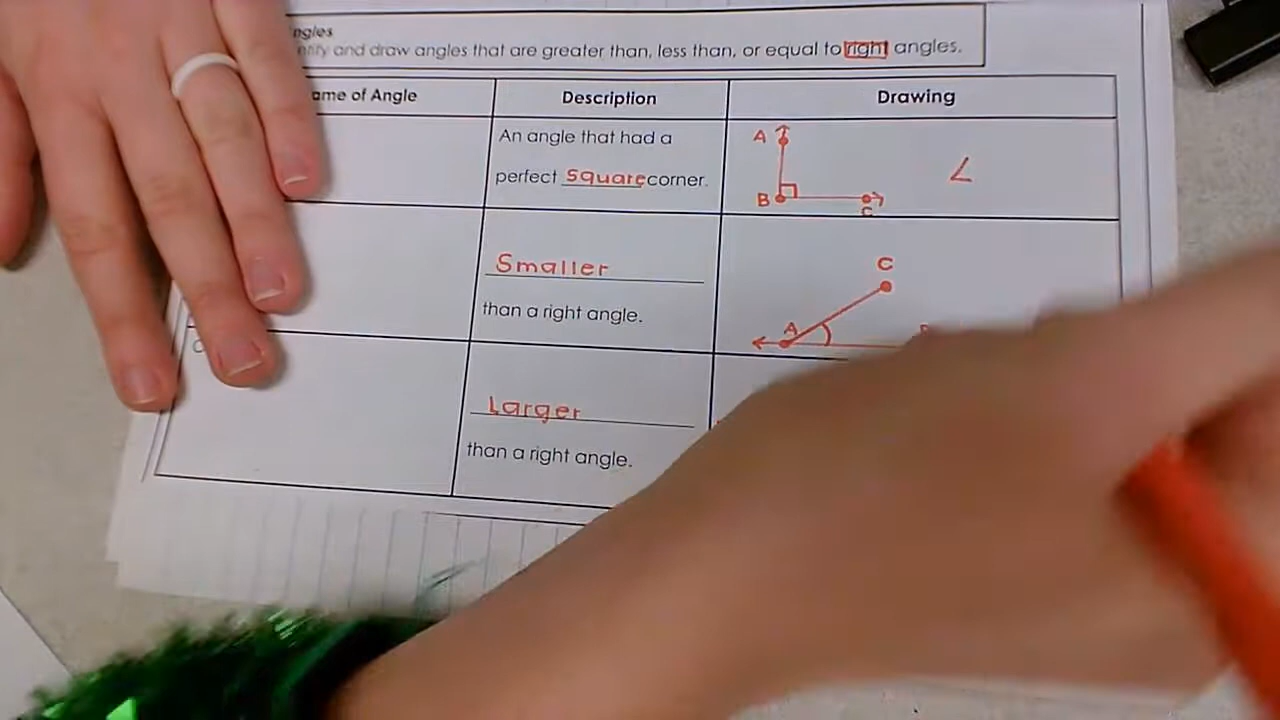 ngles
and draw angles that are greater than, less than, or equal to right angles.
ame of Angle
Description
Drawing
An angle that had a
perfect Square corner.
A
B
C
Smaller
than a right angle.
C
A
Larger
than a right angle.